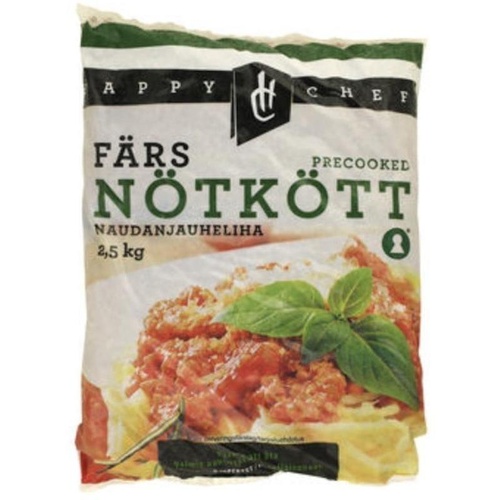 APPY CHEF
FÄRS
PRECOOKED
NÖTKÖTT
NAUDANJAUHELIHA
2,5 kg